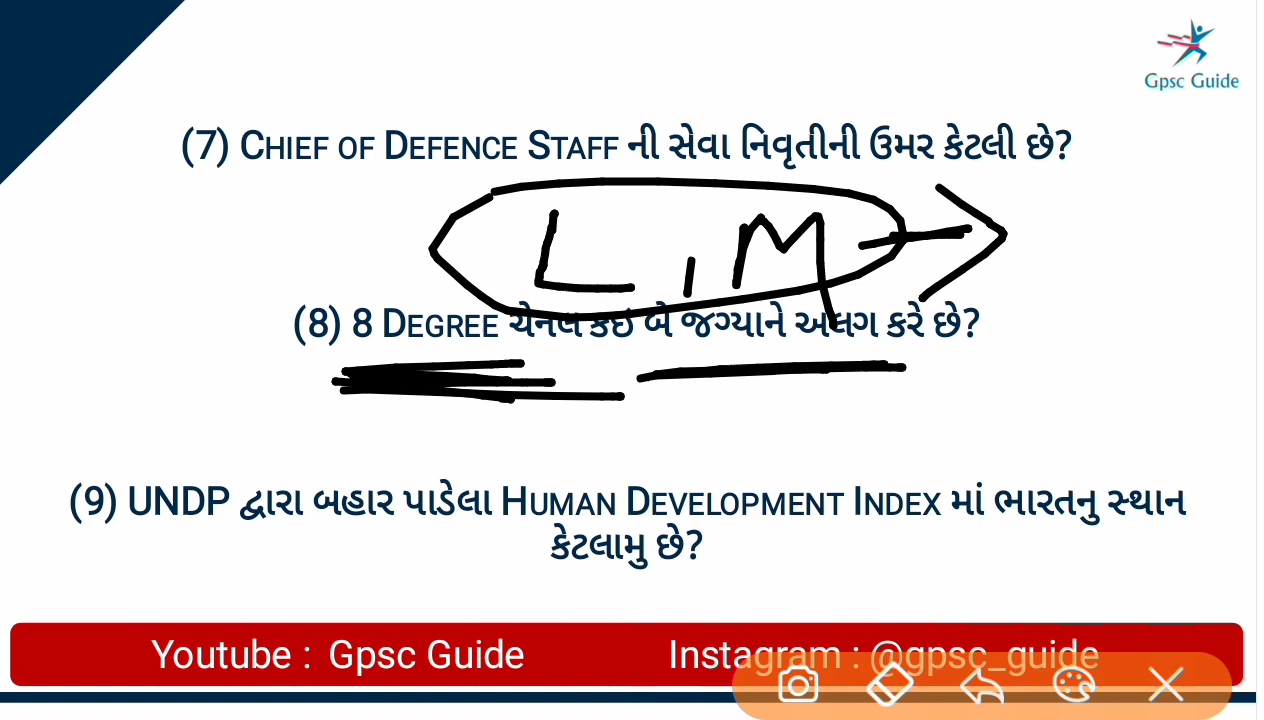 Gpsc Guide
(7) CHIEF OF DEFENCE STAFF ની સેવા નિવૃતીની ઉમર કેટલી છે?
L , M
(8) 8 DEGREE ચેનલ કઇ બે જગ્યાને અલગ કરે છે?
(9) UNDP દ્વારા બહાર પાડેલા HUMAN DEVELOPMENT INDEX માં ભારતનુ સ્થાન
કેટલામુ છે?
Youtube : Gpsc Guide Instagram : @gpsc_guide